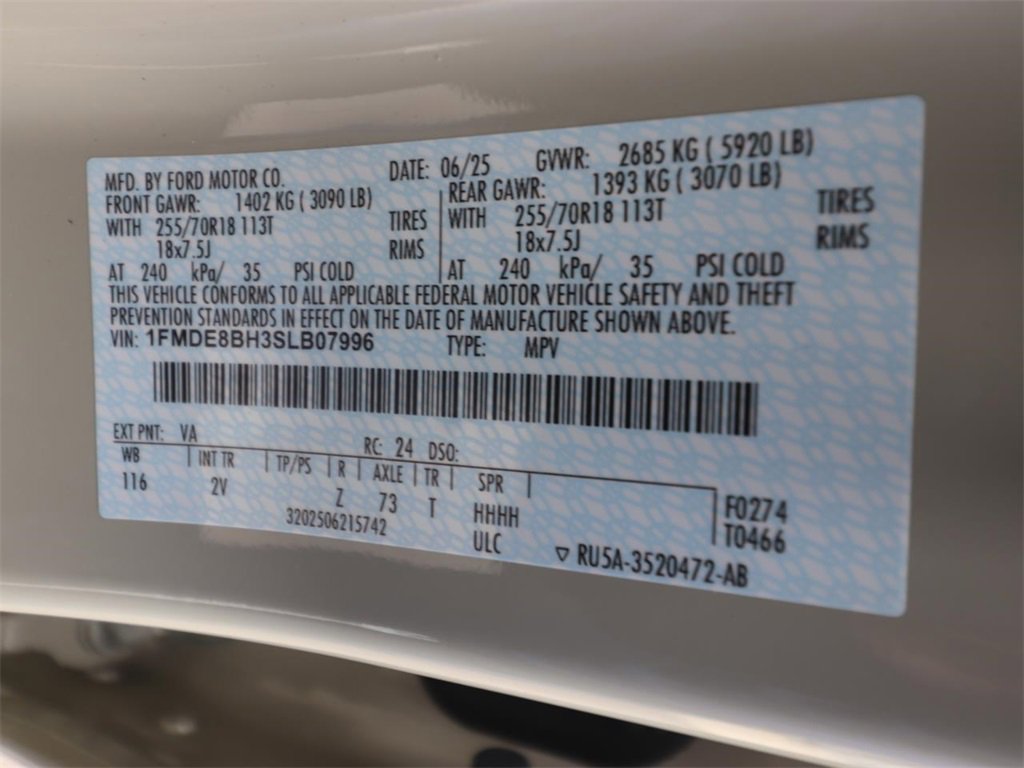 MFD. BY FORD MOTOR CO. DATE: 06/25 GVWR: 2685 KG ( 5920 LB)
FRONT GAWR: 1402 KG ( 3090 LB) REAR GAWR: 1393 KG ( 3070 LB)
WITH 255/70R18 113T TIRES WITH 255/70R18 113T TIRES
18x7.5J RIMS 18x7.5J RIMS
AT 240 kPa/ 35 PSI COLD AT 240 kPa/ 35 PSI COLD
THIS VEHICLE CONFORMS TO ALL APPLICABLE FEDERAL MOTOR VEHICLE SAFETY AND THEFT
PREVENTION STANDARDS IN EFFECT ON THE DATE OF MANUFACTURE SHOWN ABOVE.
VIN: 1FMDE8BH3SLB07996 TYPE: MPV
EXT PNT: VA RC: 24 DSO:
WB INT TR TP/PS R AXLE TR SPR
116 2V Z 73 T HHHH F0274
3202506215742 ULC T0466
RU5A-3520472-AB